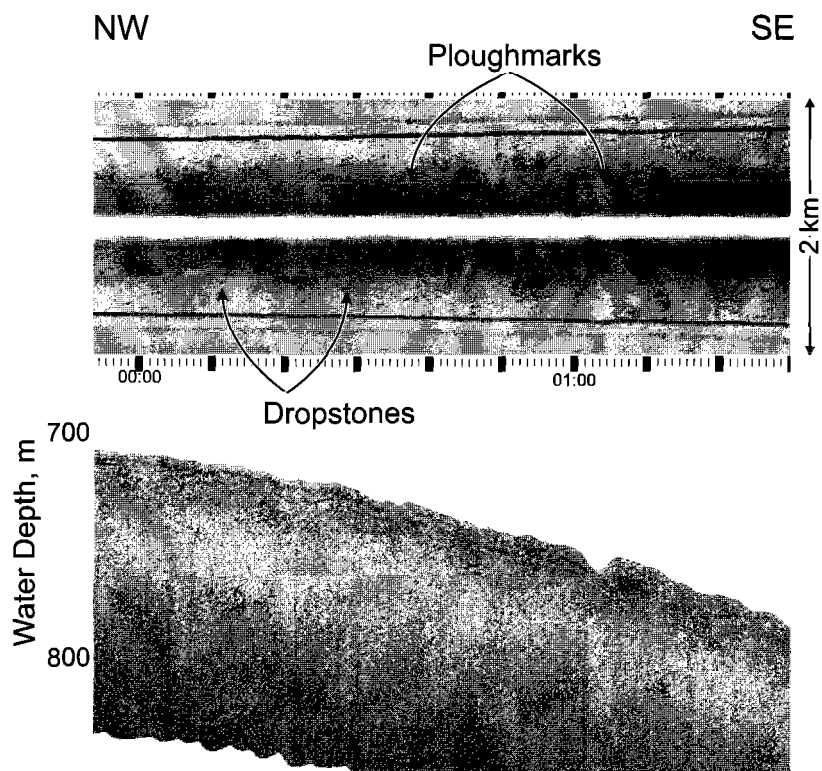 NW
SE
Ploughmarks
2 km
00:00
01:00
Dropstones
700
Water Depth, m
800